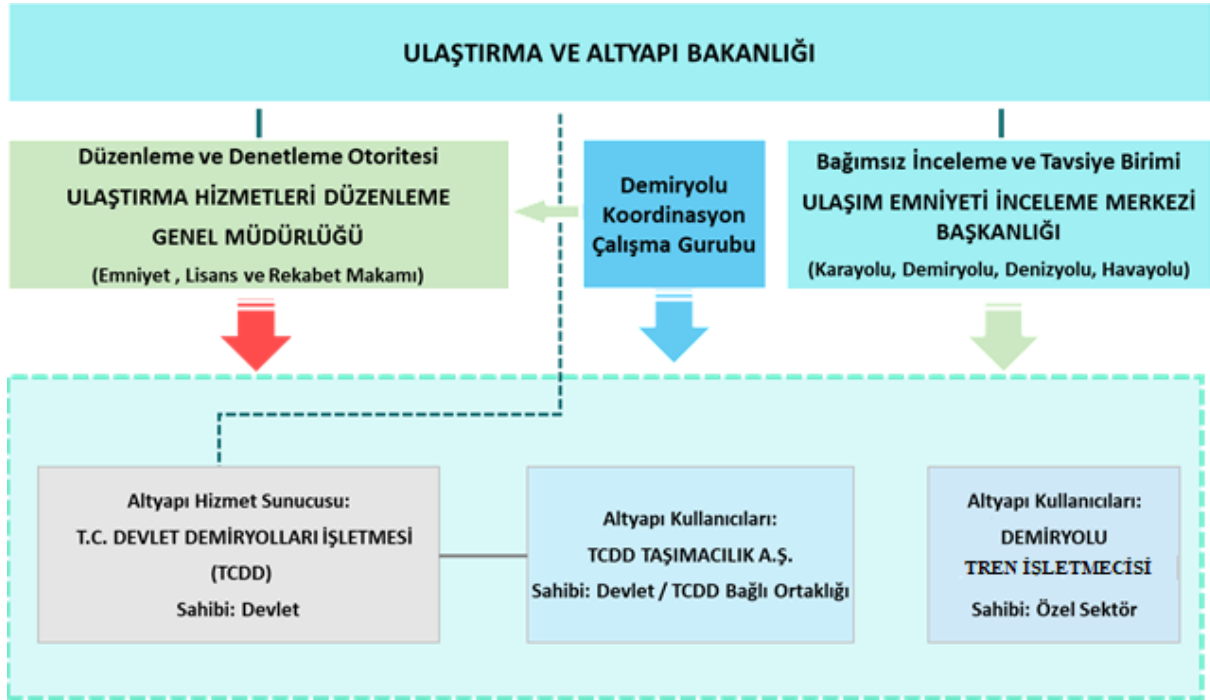 ULAŞTIRMA VE ALTYAPI BAKANLIĞI
Düzenleme ve Denetleme Otoritesi
ULAŞTIRMA HİZMETLERİ DÜZENLEME
GENEL MÜDÜRLÜĞÜ
(Emniyet , Lisans ve Rekabet Makamı)
Demiryolu
Koordinasyon
Çalışma Gurubu
Bağımsız İnceleme ve Tavsiye Birimi
ULAŞIM EMNİYETİ İNCELEME MERKEZİ
BAŞKANLIĞI
(Karayolu, Demiryolu, Denizyolu, Havayolu)
Altyapı Hizmet Sunucusu:
T.C. DEVLET DEMİRYOLLARI İŞLETMESİ
(TCDD)
Sahibi: Devlet
Altyapı Kullanıcıları:
TCDD TAŞIMACILIK A.Ş.
Sahibi: Devlet / TCDD Bağlı Ortaklığı
Altyapı Kullanıcıları:
DEMİRYOLU
TREN İŞLETMECİSİ
Sahibi: Özel Sektör